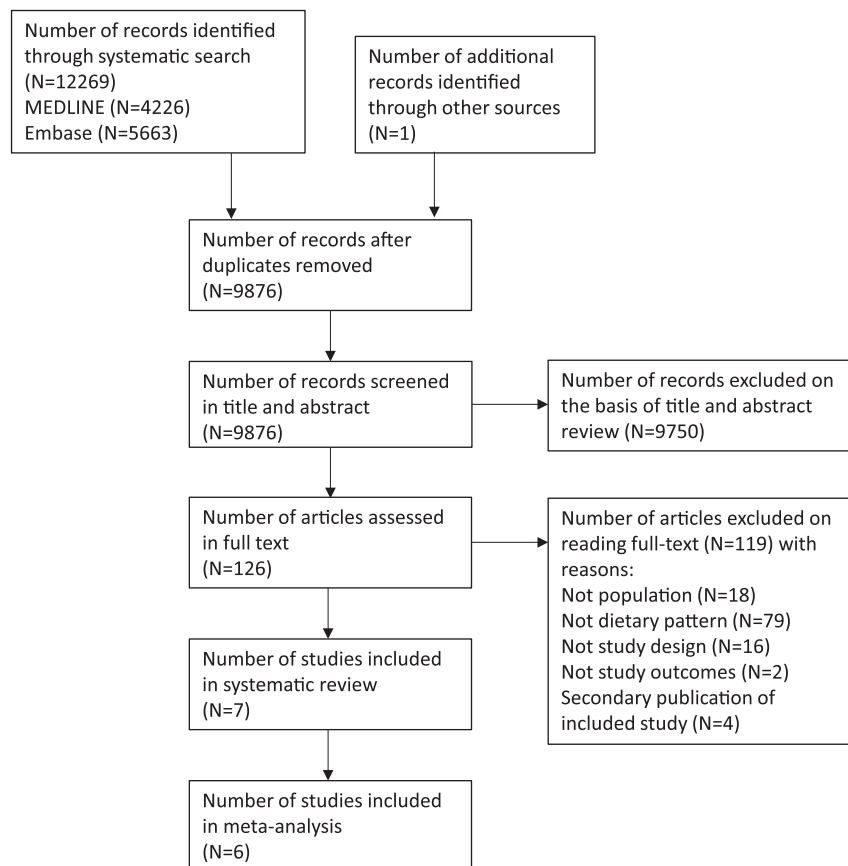 Number of records identified
through systematic search
(N=12269)
MEDLINE (N=4226)
Embase (N=5663)
Number of additional
records identified
through other sources
(N=1)
Number of records after
duplicates removed
(N=9876)
Number of records screened
in title and abstract
(N=9876)
Number of records excluded on
the basis of title and abstract
review (N=9750)
Number of articles assessed
in full text
(N=126)
Number of articles excluded on
reading full-text (N=119) with
reasons:
Not population (N=18)
Not dietary pattern (N=79)
Not study design (N=16)
Not study outcomes (N=2)
Secondary publication of
included study (N=4)
Number of studies included
in systematic review
(N=7)
Number of studies included
in meta-analysis
(N=6)